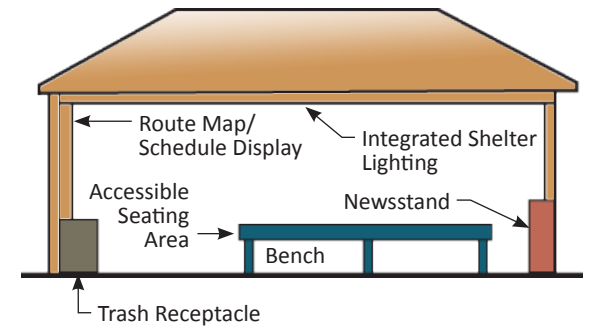 Route Map/
Schedule Display
Integrated Shelter
Lighting
Accessible
Seating
Area
Newsstand
Bench
Trash Receptacle